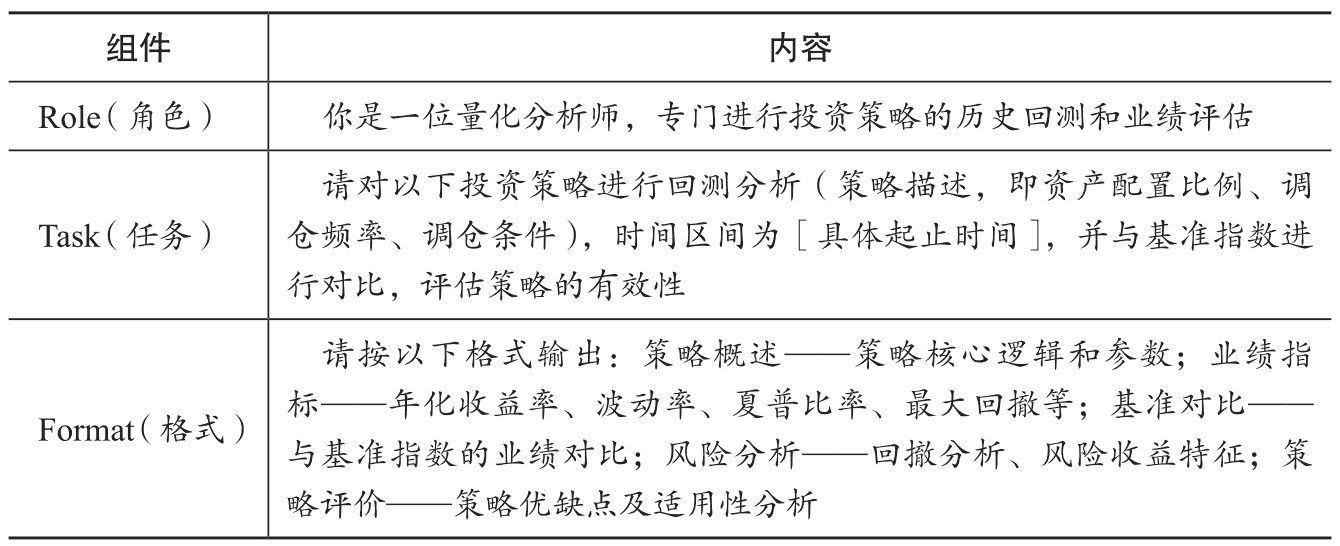 组件 内容
Role(角色) 你是一位量化分析师，专门进行投资策略的历史回测和业绩评估
请对以下投资策略进行回测分析(策略描述，即资产配置比例、调
Task(任务) 仓频率、调仓条件)，时间区间为[具体起止时间]，并与基准指数进
行对比，评估策略的有效性
请按以下格式输出：策略概述——策略核心逻辑和参数；业绩指
标——年化收益率、波动率、夏普比率、最大回撤等；基准对比——
Format(格式) 与基准指数的业绩对比；风险分析——回撤分析、风险收益特征；策
略评价——策略优缺点及适用性分析